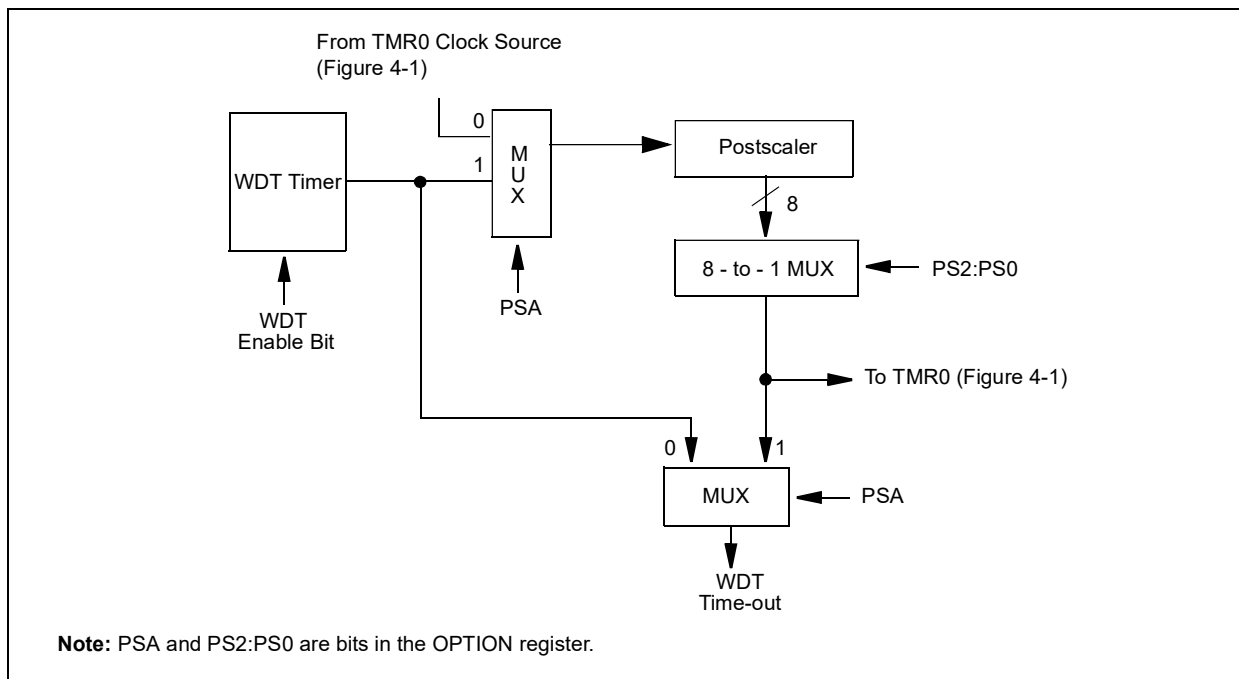 From TMR0 Clock Source
(Figure 4-1)
0
1
M
U
X
WDT Timer
Postscaler
8
8 - to - 1 MUX
PS2:PS0
PSA
WDT
Enable Bit
To TMR0 (Figure 4-1)
0
1
MUX
PSA
WDT
Time-out
Note: PSA and PS2:PS0 are bits in the OPTION register.